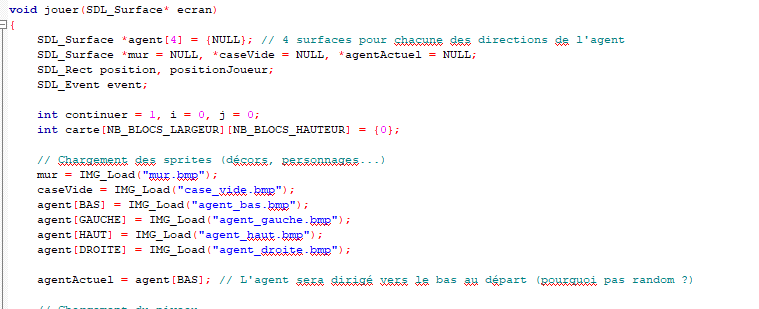 void jouer(SDL_Surface* ecran)
{
SDL_Surface *agent[4] = {NULL}; // 4 surfaces pour chacune des directions de l'agent
SDL_Surface *mur = NULL, *caseVide = NULL, *agentActuel = NULL;
SDL_Rect position, positionJoueur;
SDL_Event event;
int continuer = 1, i = 0, j = 0;
int carte[NB_BLOCS_LARGEUR][NB_BLOCS_HAUTEUR] = {0};
// Chargement des sprites (décors, personnages...)
mur = IMG_Load("mur.bmp");
caseVide = IMG_Load("case_vide.bmp");
agent[BAS] = IMG_Load("agent_bas.bmp");
agent[GAUCHE] = IMG_Load("agent_gauche.bmp");
agent[HAUT] = IMG_Load("agent_haut.bmp");
agent[DROITE] = IMG_Load("agent_droite.bmp");
agentActuel = agent[BAS]; // L'agent sera dirigé vers le bas au départ (pourquoi pas random ?)
// Chargement du niveau